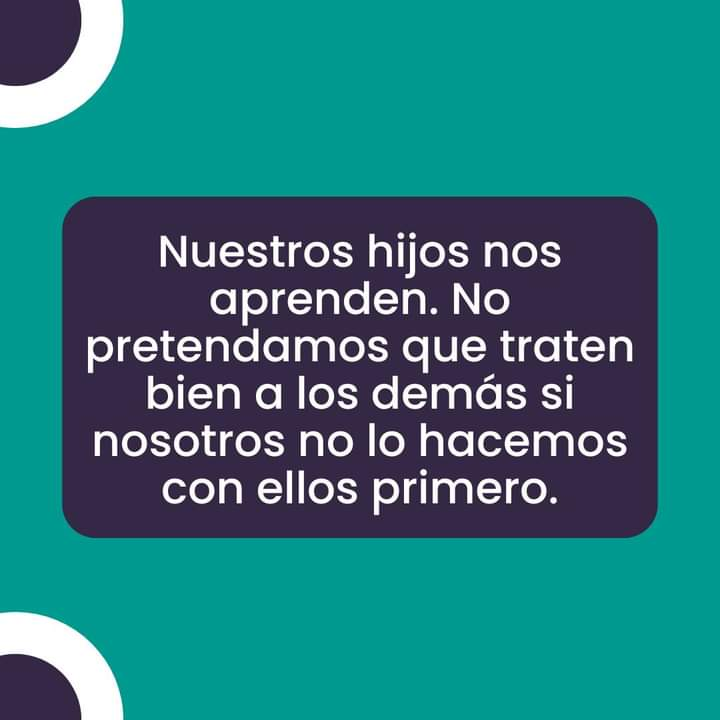 Nuestros hijos nos
aprenden. No
pretendamos que traten
bien a los demás si
nosotros no lo hacemos
con ellos primero.